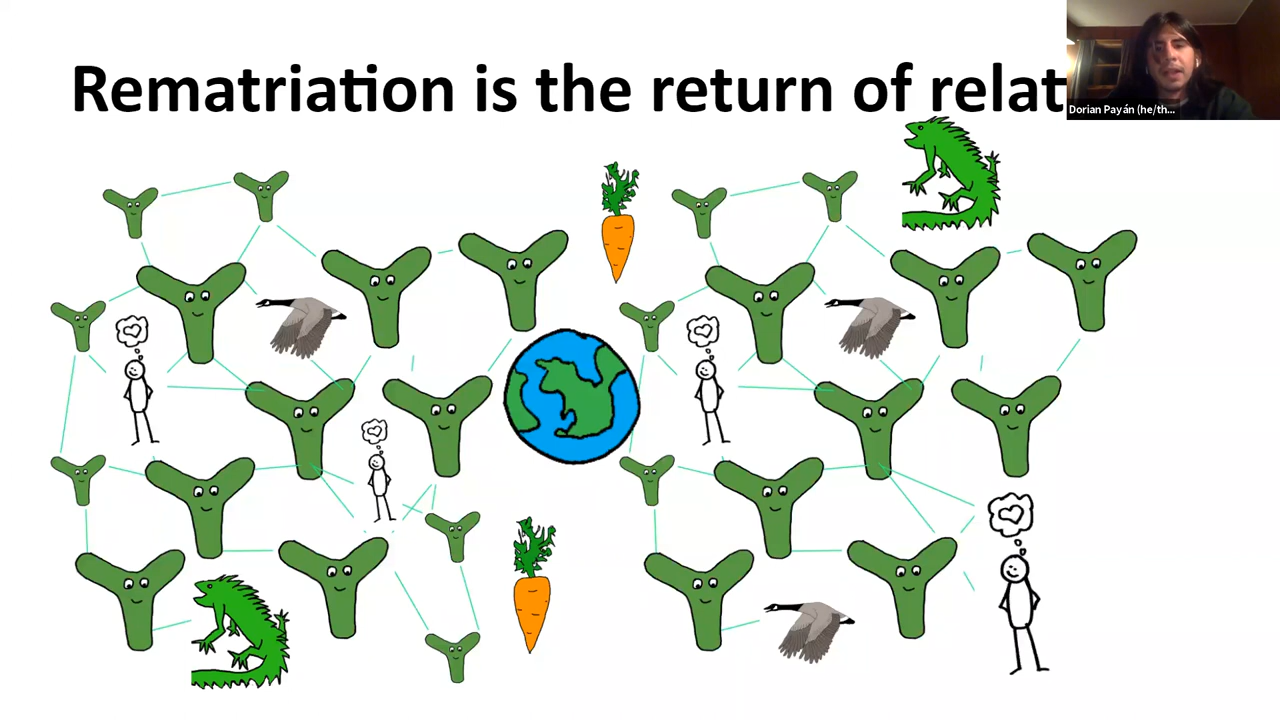 Rematriation is the return of relat
Dorian Payán (he/th...